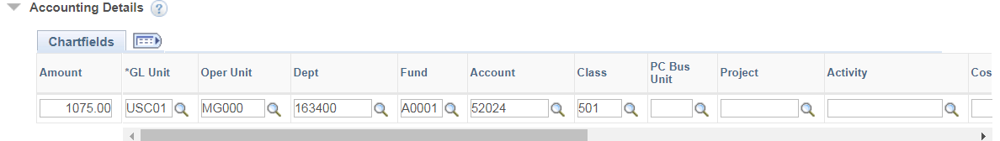 Accounting Details ?
Chartfields
Amount *GL Unit Oper Unit Dept Fund Account Class PC Bus Unit Project Activity Cos
1075.00 USC01 MG000 163400 A0001 52024 501